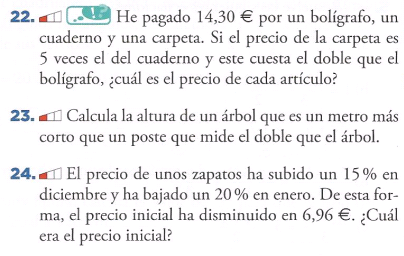 22. He pagado 14,30 € por un bolígrafo, un
cuaderno y una carpeta. Si el precio de la carpeta es
5 veces el del cuaderno y este cuesta el doble que el
bolígrafo, ¿cuál es el precio de cada artículo?
23. Calcula la altura de un árbol que es un metro más
corto que un poste que mide el doble que el árbol.
24. El precio de unos zapatos ha subido un 15% en
diciembre y ha bajado un 20% en enero. De esta for-
ma, el precio inicial ha disminuido en 6,96 €. ¿Cuál
era el precio inicial?